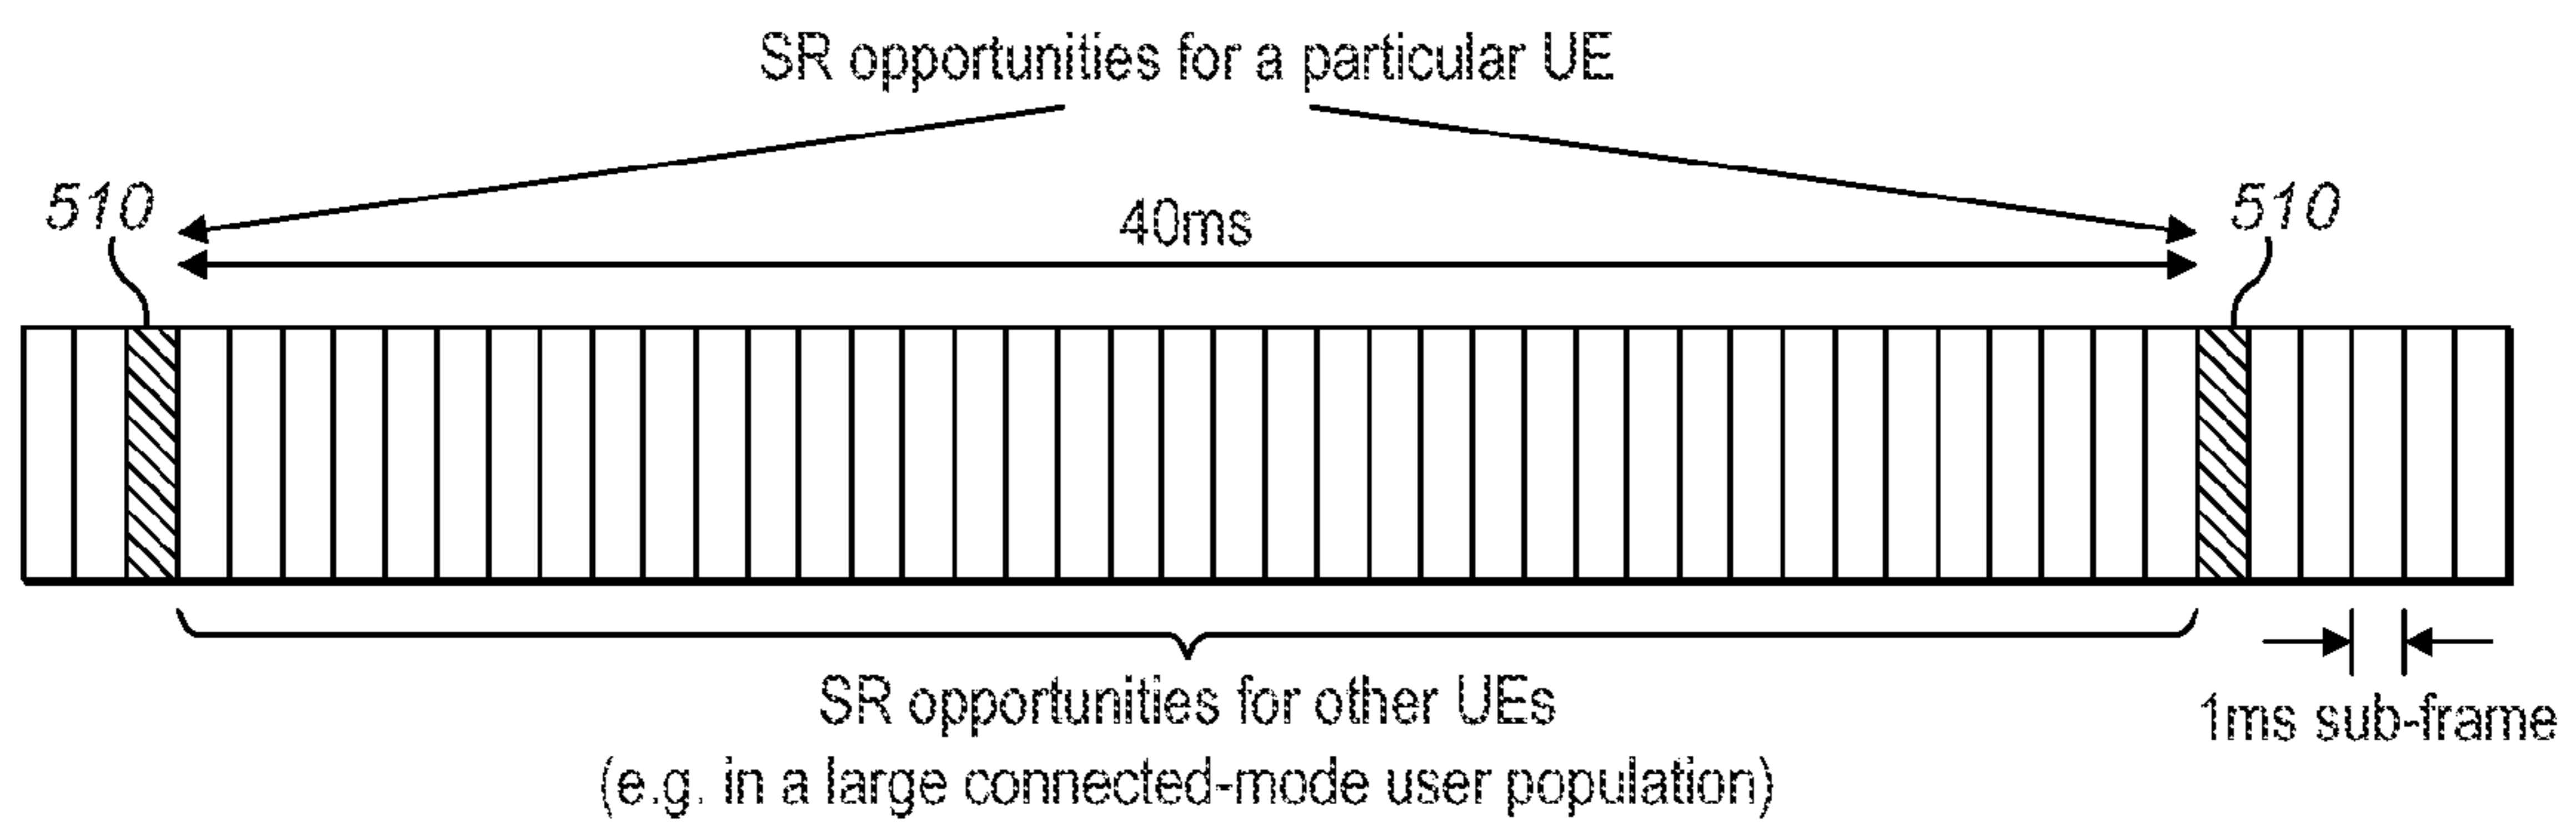 SR opportunities for a particular UE
510
40ms
510
SR opportunities for other UEs
(e.g. in a large connected-mode user population)
1ms sub-frame